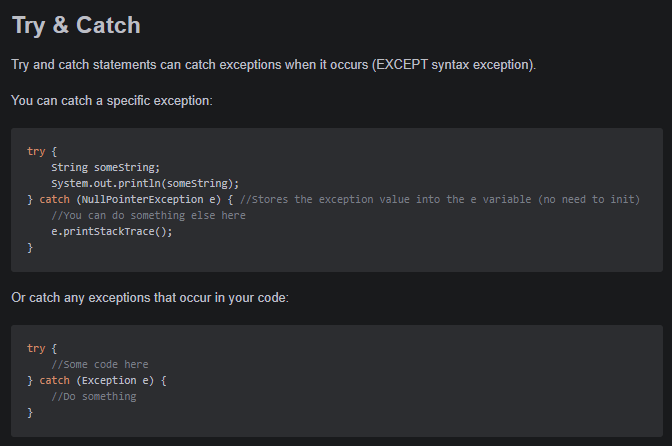 Try & Catch
Try and catch statements can catch exceptions when it occurs (EXCEPT syntax exception).
You can catch a specific exception:
try {
    String someString;
    System.out.println(someString);
} catch (NullPointerException e) { //Stores the exception value into the e variable (no need to init)
    //You can do something else here
    e.printStackTrace();
}
Or catch any exceptions that occur in your code:
try {
    //Some code here
} catch (Exception e) {
    //Do something
}